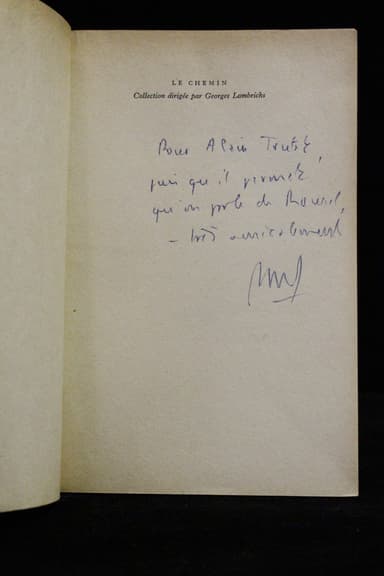 LE CHEMIN
Collection dirigée par Georges Lambrichs
Pour Alain Trutat,
puisqu'il permet
qu'on parle de Roussel,
– très amicalement